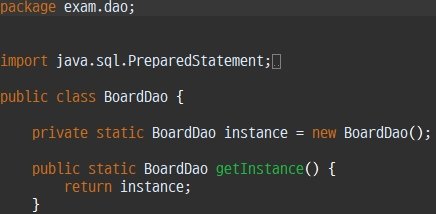 package exam.dao;
import java.sql.PreparedStatement;
public class BoardDao {
private static BoardDao instance = new BoardDao();
public static BoardDao getInstance() {
return instance;
}